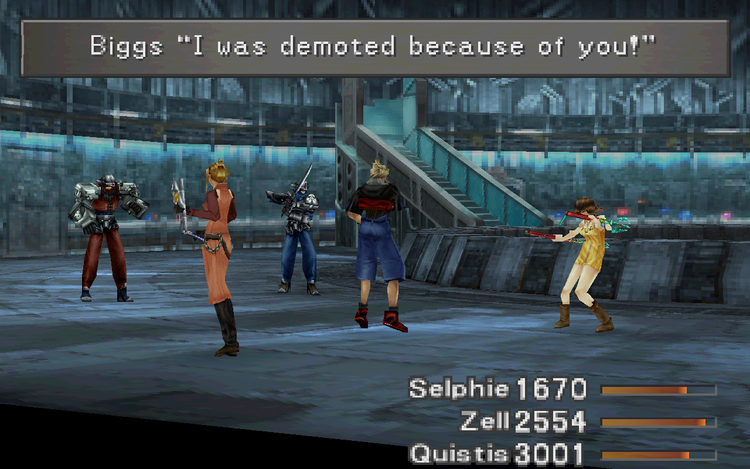 Biggs “I was demoted because of you!”
Selphie 1670
Zell 2554
Quistis 3001